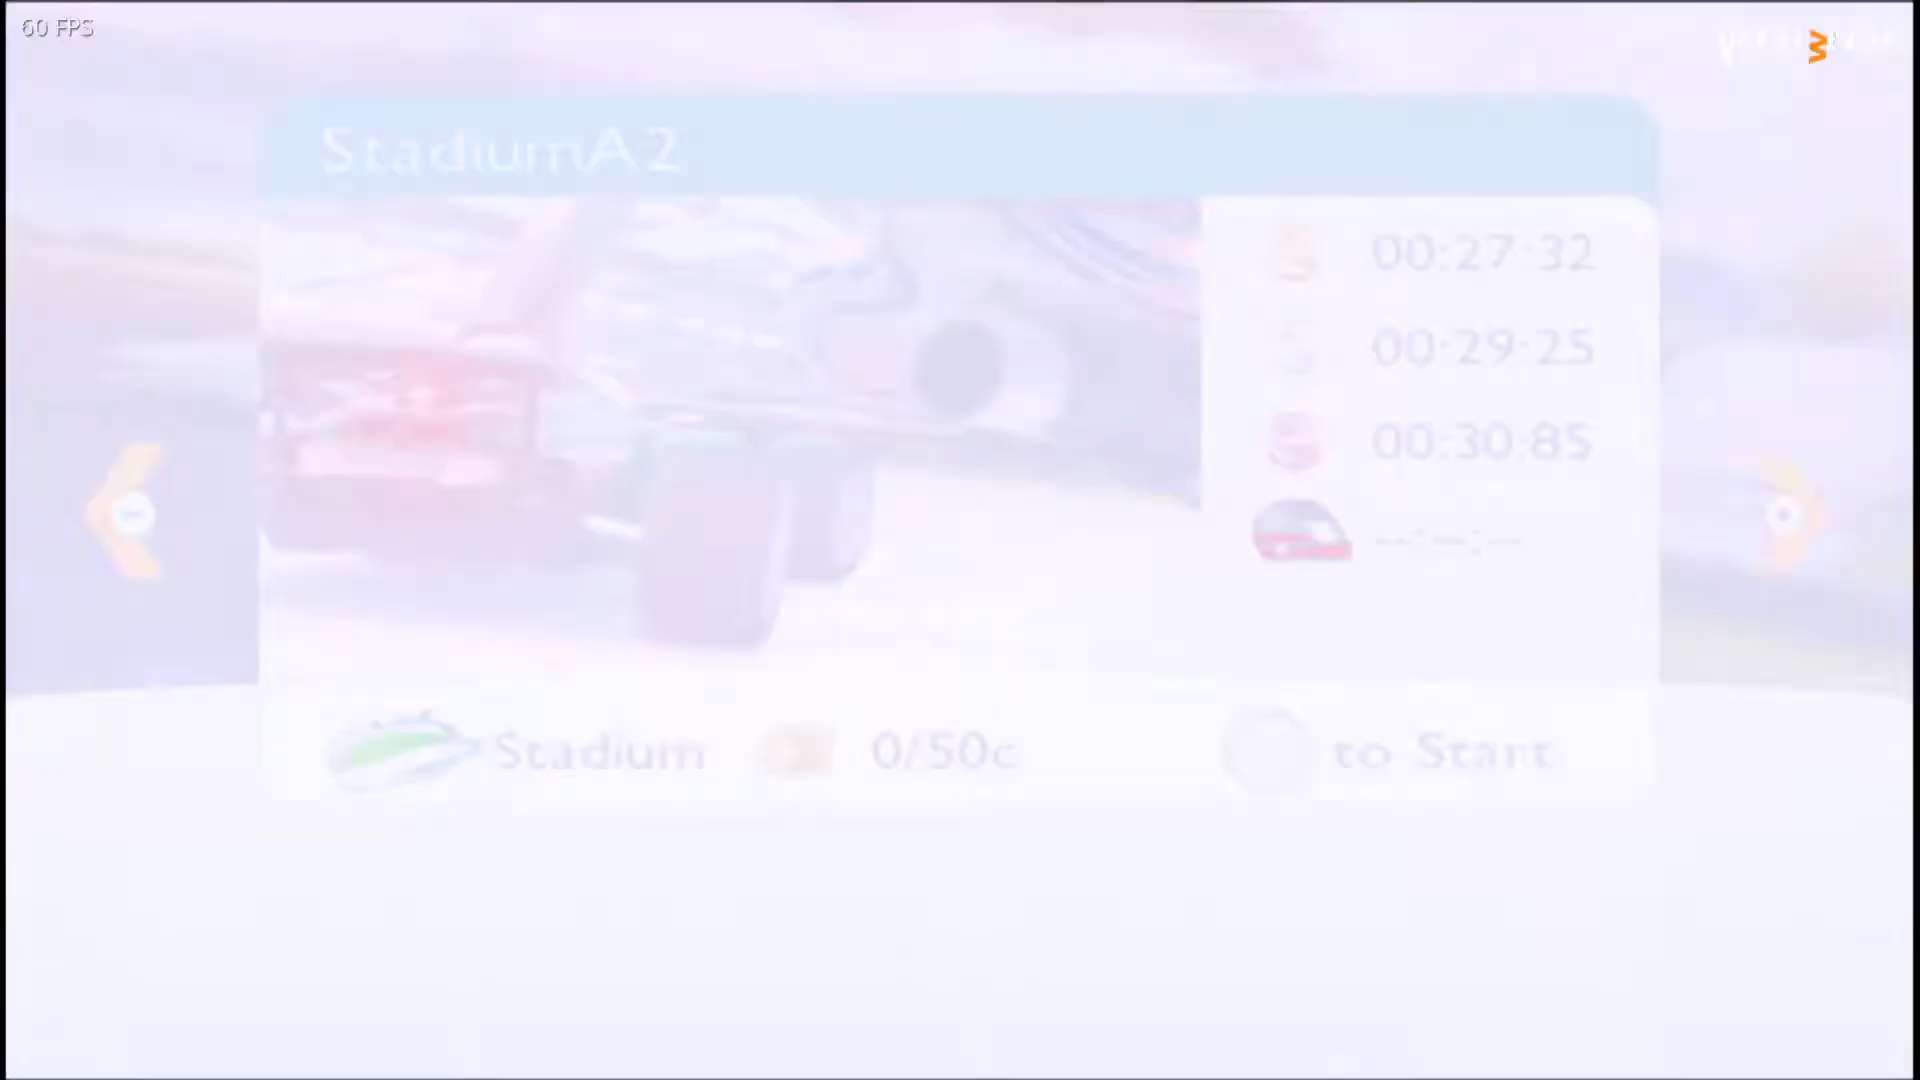 60 FPS
StadiumA2
00:27:32
00:29:25
00:30:85
--:--:--
Stadium
0/50c
to Start